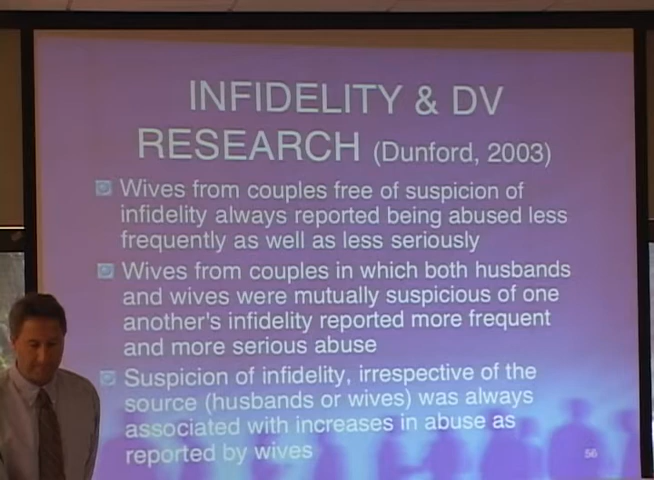 INFIDELITY & DV
RESEARCH (Dunford, 2003)
Wives from couples free of suspicion of
infidelity always reported being abused less
frequently as well as less seriously
Wives from couples in which both husbands
and wives were mutually suspicious of one
another's infidelity reported more frequent
and more serious abuse
Suspicion of infidelity, irrespective of the
source (husbands or wives) was always
associated with increases in abuse as
reported by wives
56